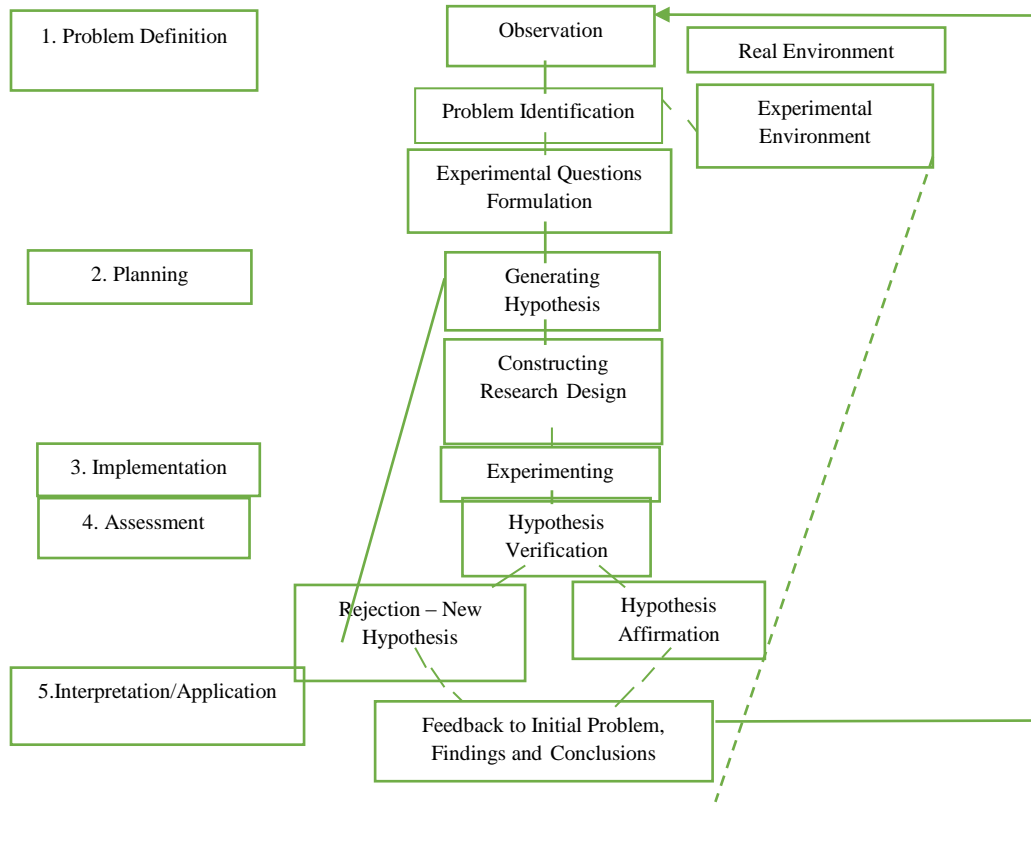 1. Problem Definition
Observation
Real Environment
Problem Identification
Experimental
Environment
Experimental Questions
Formulation
2. Planning
Generating
Hypothesis
Constructing
Research Design
3. Implementation
Experimenting
4. Assessment
Hypothesis
Verification
Rejection – New
Hypothesis
Hypothesis
Affirmation
5.Interpretation/Application
Feedback to Initial Problem,
Findings and Conclusions